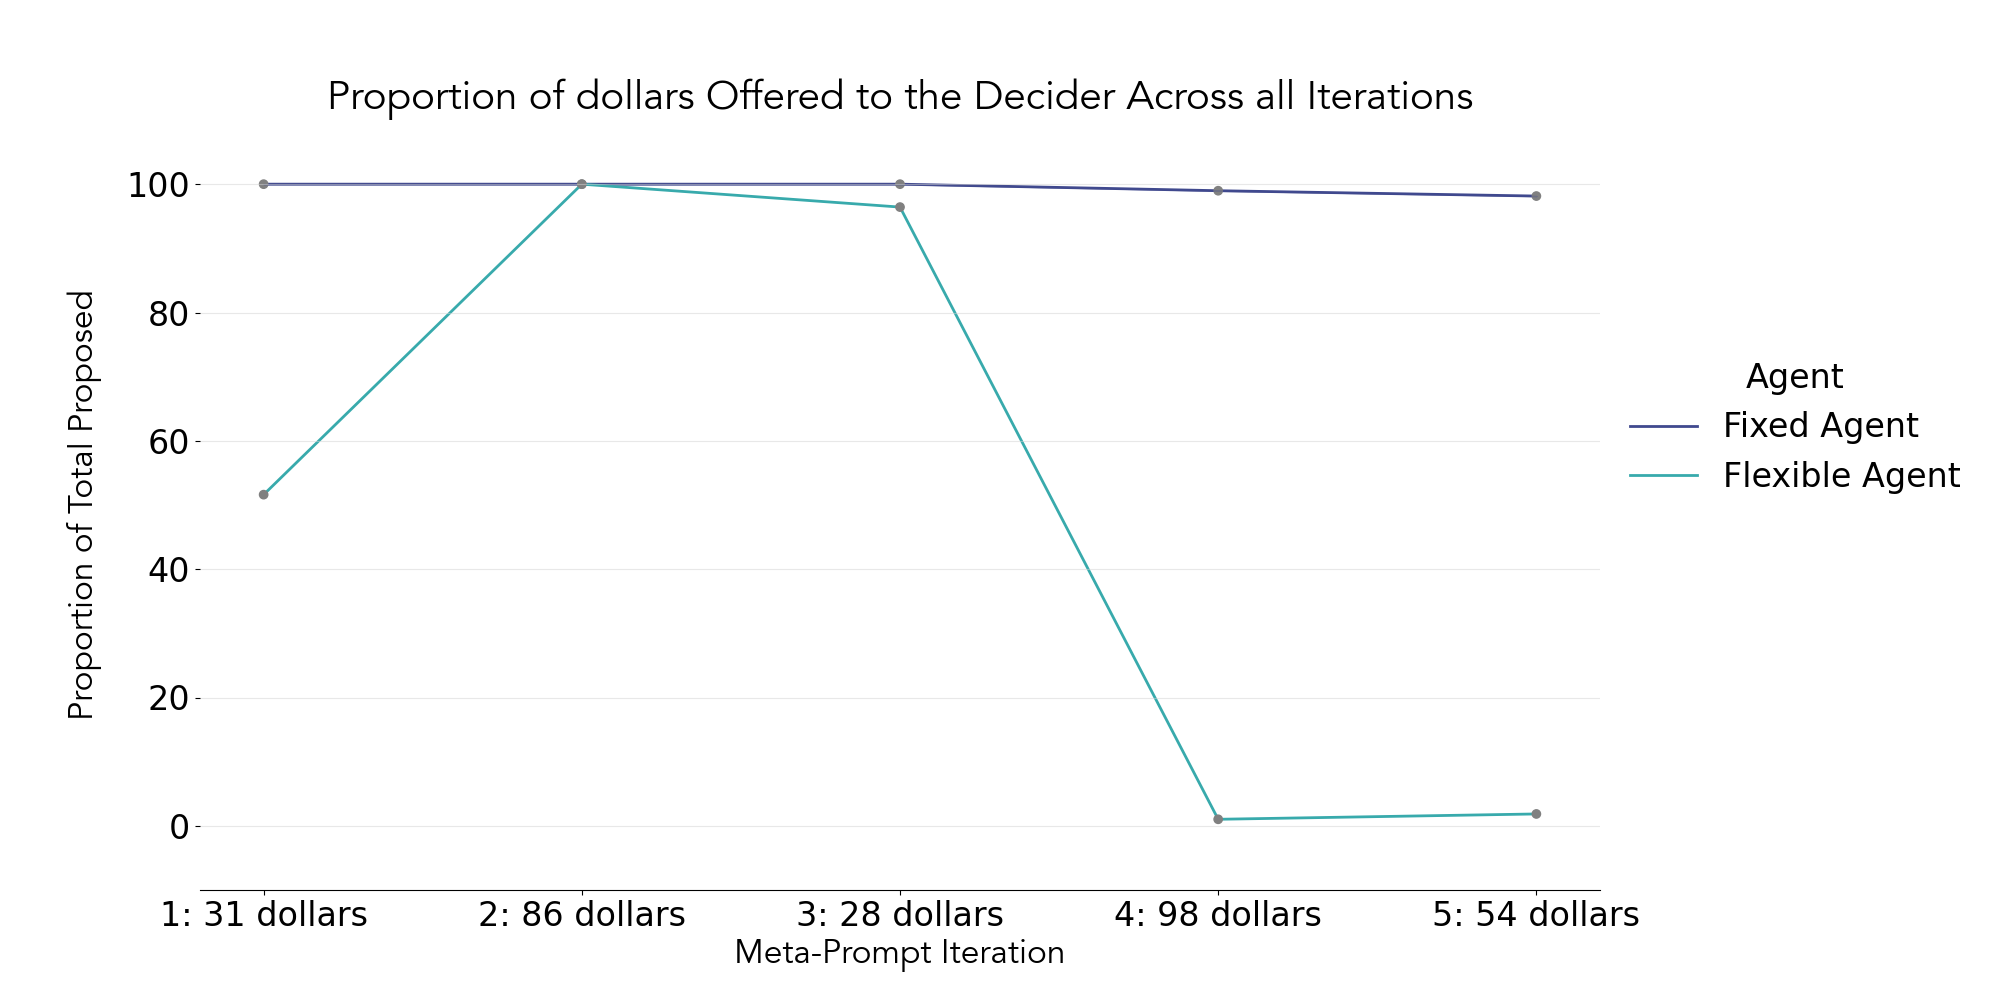 Proportion of dollars Offered to the Decider Across all Iterations
Proportion of Total Proposed
100
80
60
40
20
0
1: 31 dollars
2: 86 dollars
3: 28 dollars
4: 98 dollars
5: 54 dollars
Meta-Prompt Iteration
Agent
Fixed Agent
Flexible Agent